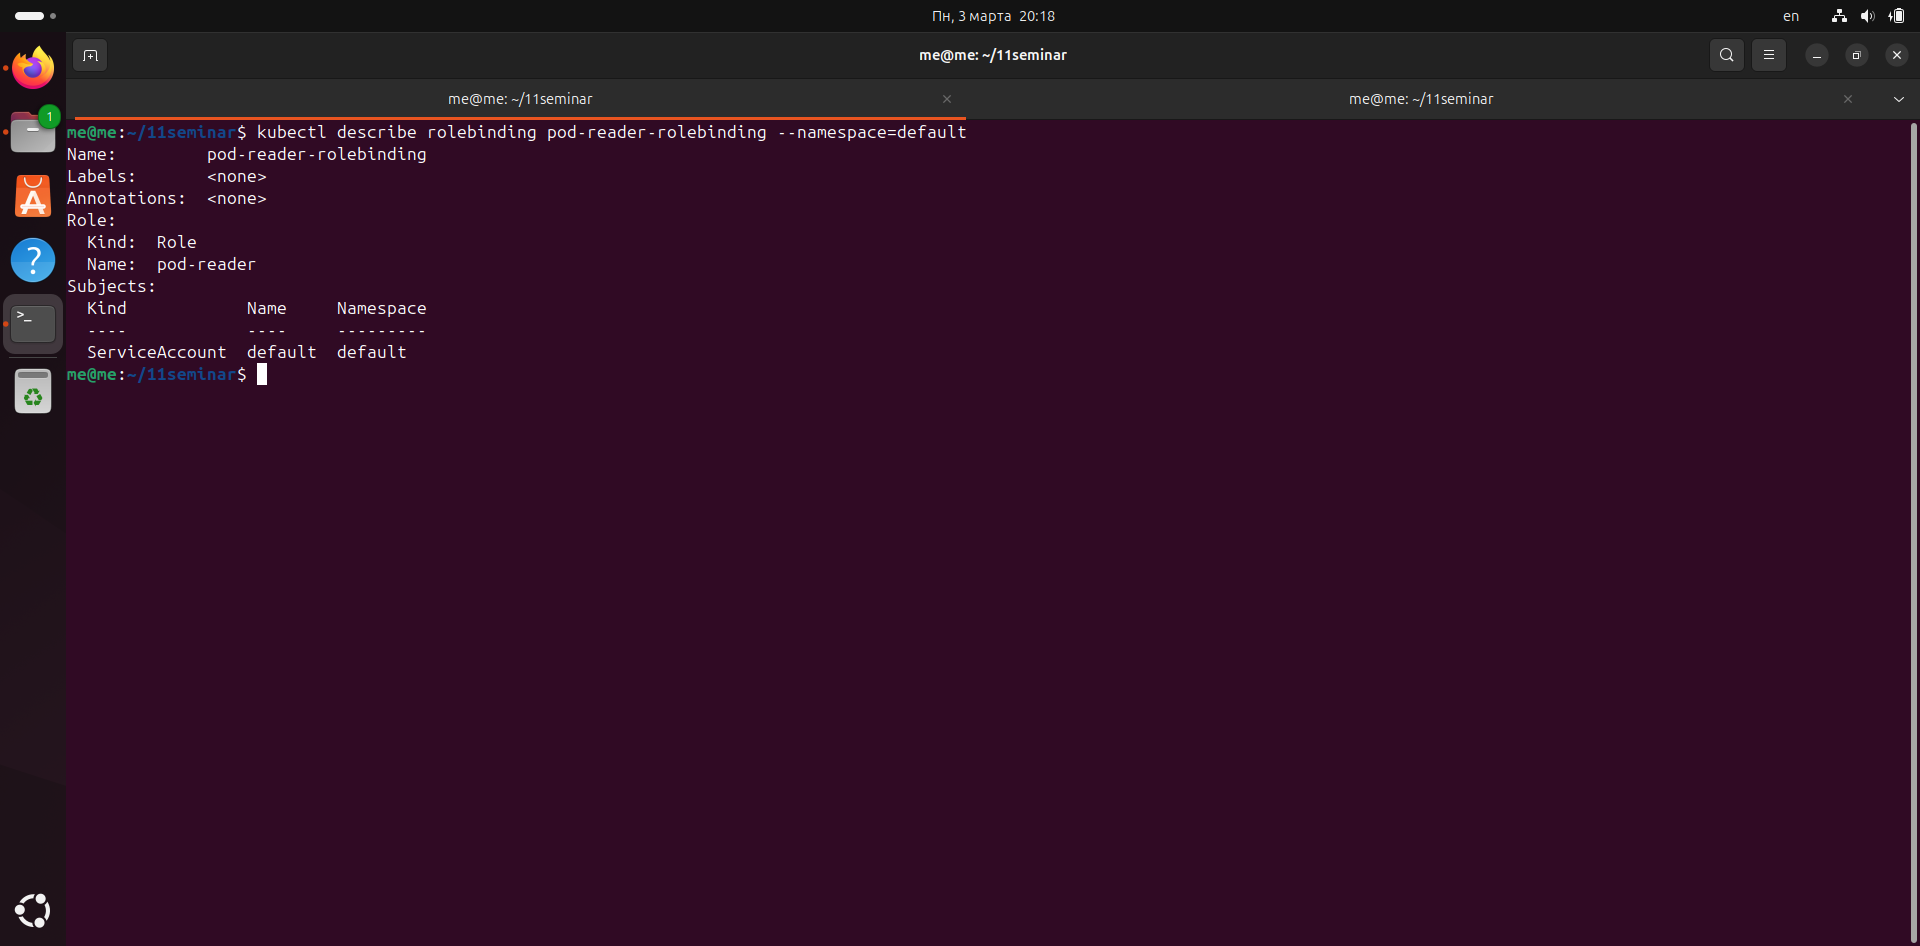 Пн, 3 марта 20:18
en
me@me: ~/11seminar
me@me: ~/11seminar
me@me: ~/11seminar
1
me@me:~/11seminar$ kubectl describe rolebinding pod-reader-rolebinding --namespace=default
Name:         pod-reader-rolebinding
Labels:       <none>
Annotations:  <none>
Role:
  Kind:  Role
  Name:  pod-reader
Subjects:
  Kind            Name     Namespace
  ----            ----     ---------
  ServiceAccount  default  default
me@me:~/11seminar$